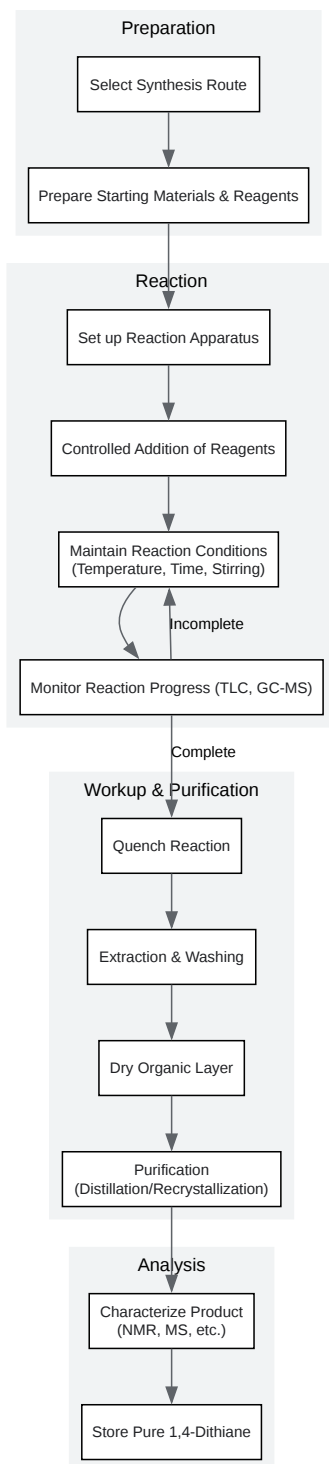 Preparation
Select Synthesis Route
Prepare Starting Materials & Reagents
Reaction
Set up Reaction Apparatus
Controlled Addition of Reagents
Maintain Reaction Conditions
(Temperature, Time, Stirring)
Incomplete
Monitor Reaction Progress (TLC, GC-MS)
Complete
Workup & Purification
Quench Reaction
Extraction & Washing
Dry Organic Layer
Purification
(Distillation/Recrystallization)
Analysis
Characterize Product
(NMR, MS, etc.)
Store Pure 1,4-Dithiane